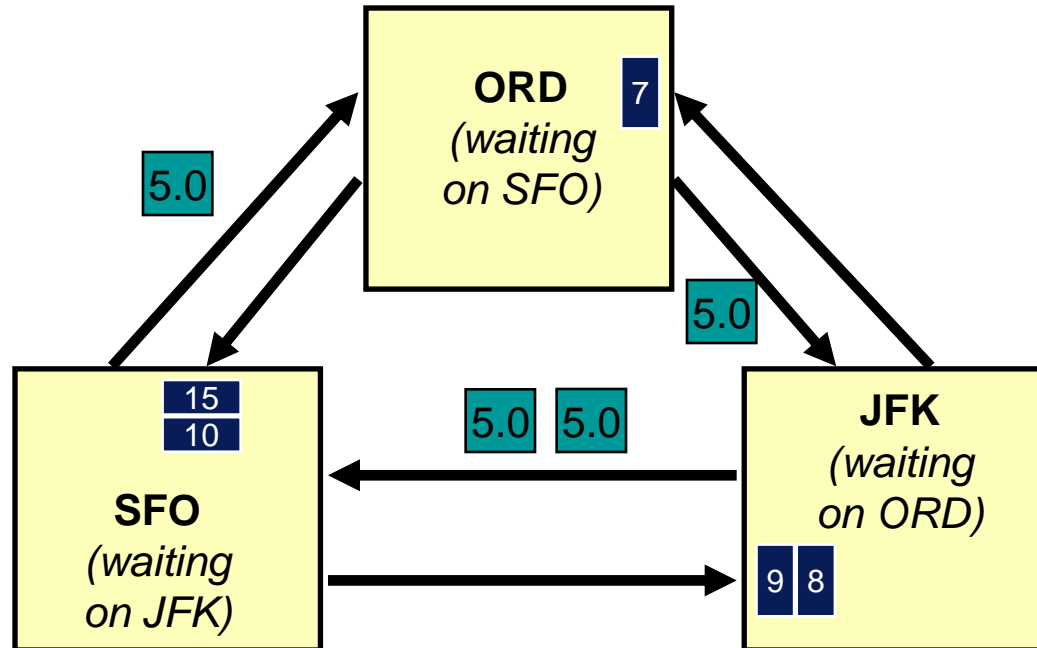 ORD
(waiting
on SFO)
7
5.0
5.0
15
10
5.0 5.0
SFO
(waiting
on JFK)
JFK
(waiting
on ORD)
9 8